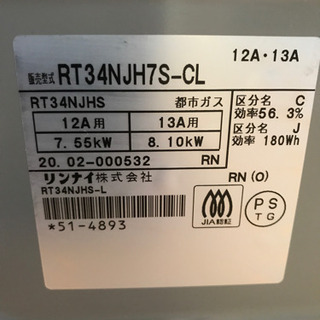 12A・13A
販売型式 RT34NJH7S-CL
RT34NJHS 都市ガス
12A用 13A用
7.55kW 8.10kW
区分名 C
効率56.3%
区分名 J
効率 180Wh
20.02-000532 RN
リンナイ株式会社 RN (O)
RT34NJHS-L
*51-4893
JIA認証
PS
TG